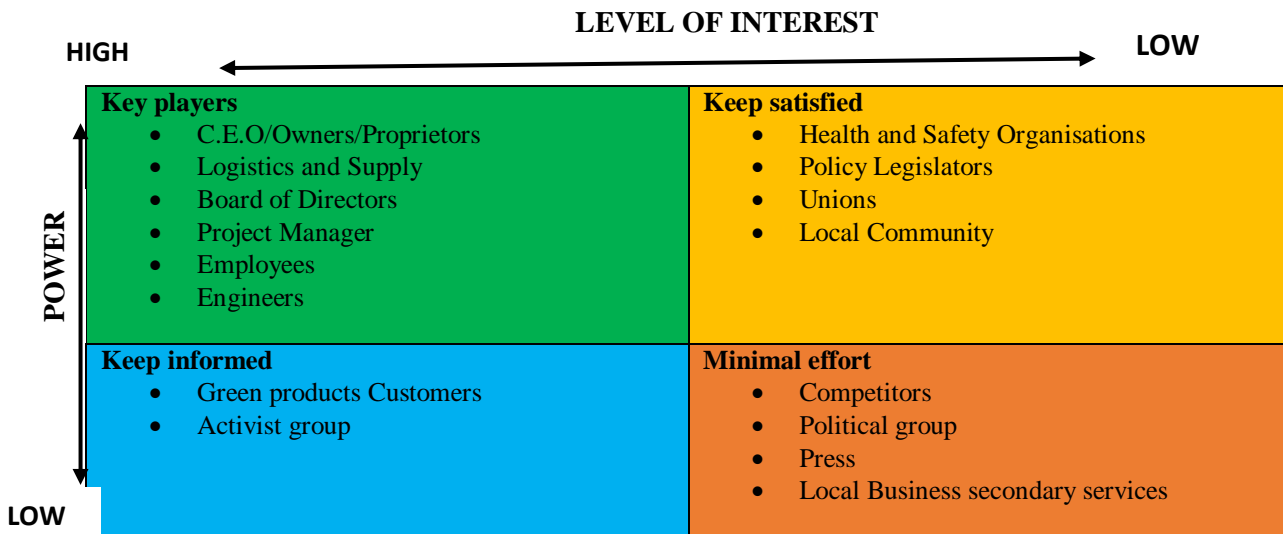 LEVEL OF INTEREST
HIGH
LOW
POWER
Key players
• C.E.O/Owners/Proprietors
• Logistics and Supply
• Board of Directors
• Project Manager
• Employees
• Engineers
Keep satisfied
• Health and Safety Organisations
• Policy Legislators
• Unions
• Local Community
Keep informed
• Green products Customers
• Activist group
Minimal effort
• Competitors
• Political group
• Press
• Local Business secondary services
LOW